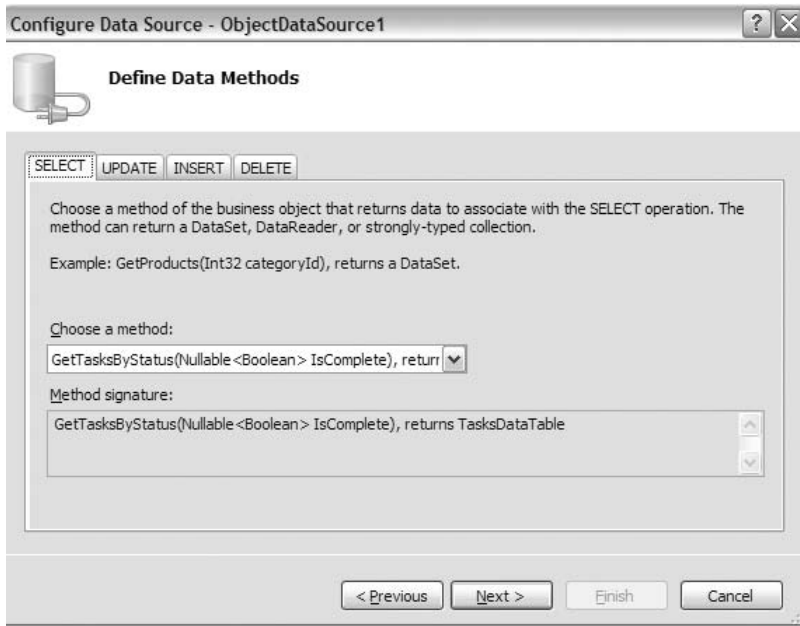 Configure Data Source - ObjectDataSource1
Define Data Methods
SELECT UPDATE INSERT DELETE
Choose a method of the business object that returns data to associate with the SELECT operation. The
method can return a DataSet, DataReader, or strongly-typed collection.
Example: GetProducts(Int32 categoryId), returns a DataSet.
Choose a method:
GetTasksByStatus(Nullable<Boolean> IsComplete), returr
Method signature:
GetTasksByStatus(Nullable<Boolean> IsComplete), returns TasksDataTable
< Previous Next > Finish Cancel